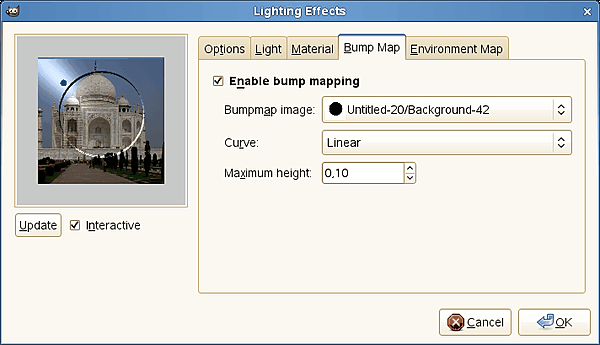 Lighting Effects
Options Light Material Bump Map Environment Map
Enable bump mapping
Bumpmap image: Untitled-20/Background-42
Curve: Linear
Maximum height: 0,10
Update Interactive
Cancel OK